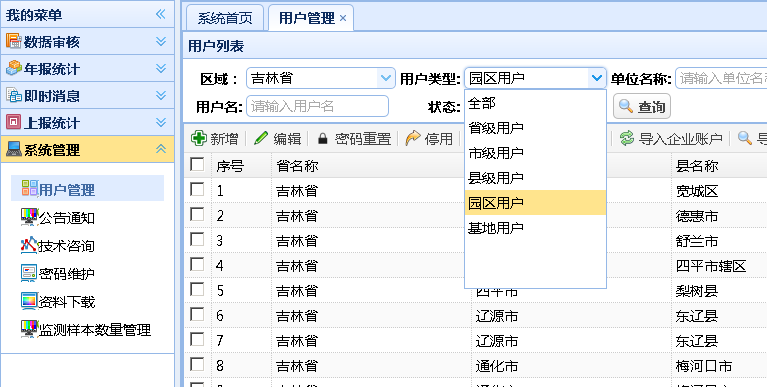 我的菜单
数据审核
年报统计
即时消息
上报统计
系统管理
用户管理
公告通知
技术咨询
密码维护
资料下载
监测样本数量管理
系统首页 用户管理
用户列表
区域： 吉林省 用户类型: 园区用户 单位名称: 请输入单位名
用户名: 请输入用户名 状态: 查询
全部
省级用户
市级用户
县级用户
园区用户
基地用户
新增 编辑 密码重置 停用 导入企业账户
序号 省名称 县名称
1 吉林省 宽城区
2 吉林省 德惠市
3 吉林省 舒兰市
4 吉林省 四平市辖区
5 吉林省 四平市 梨树县
6 吉林省 辽源市 东辽县
7 吉林省 辽源市 东辽县
8 吉林省 通化市 梅河口市